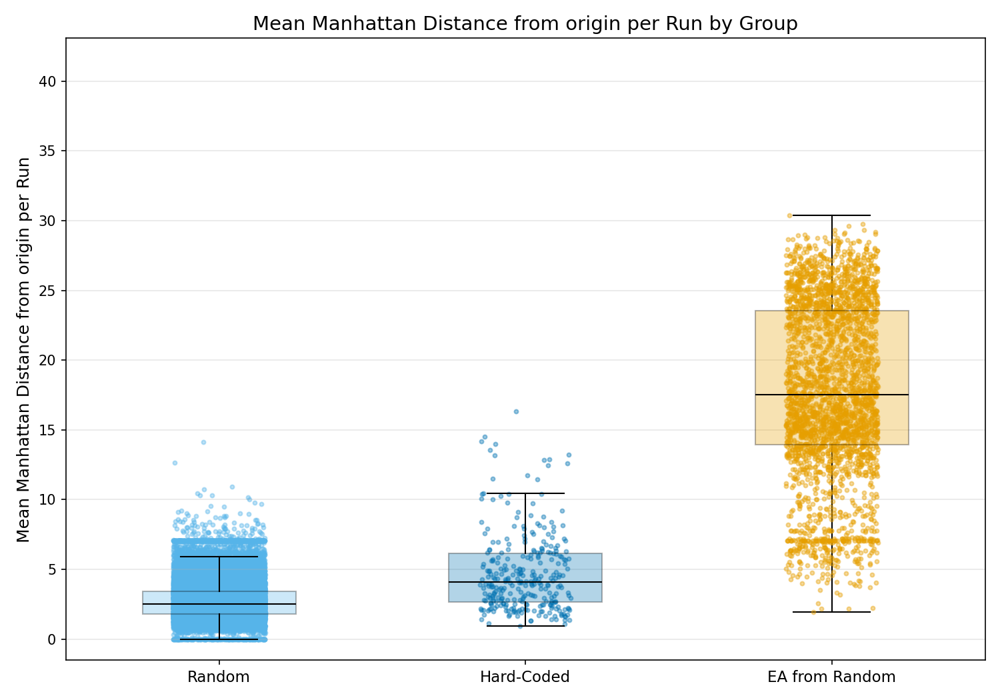 Mean Manhattan Distance from origin per Run by Group
Mean Manhattan Distance from origin per Run
40
35
30
25
20
15
10
5
0
Random
Hard-Coded
EA from Random